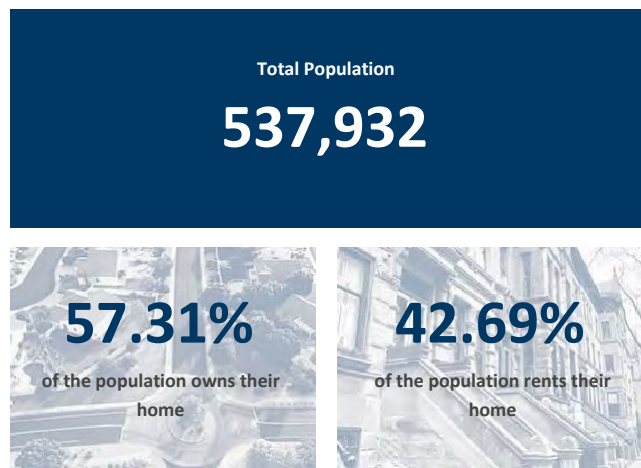 Total Population
537,932
57.31%
of the population owns their
home
42.69%
of the population rents their
home